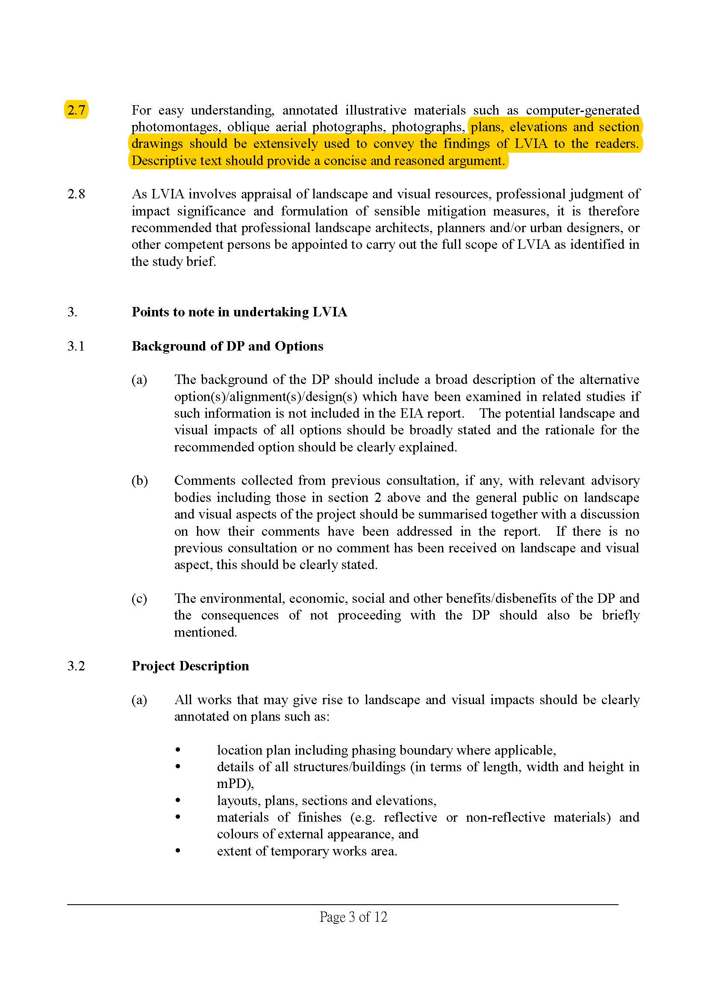 2.7 For easy understanding, annotated illustrative materials such as computer-generated
photomontages, oblique aerial photographs, photographs, plans, elevations and section
drawings should be extensively used to convey the findings of LVIA to the readers.
Descriptive text should provide a concise and reasoned argument.
2.8 As LVIA involves appraisal of landscape and visual resources, professional judgment of
impact significance and formulation of sensible mitigation measures, it is therefore
recommended that professional landscape architects, planners and/or urban designers, or
other competent persons be appointed to carry out the full scope of LVIA as identified in
the study brief.
3. Points to note in undertaking LVIA
3.1 Background of DP and Options
(a) The background of the DP should include a broad description of the alternative
option(s)/alignment(s)/design(s) which have been examined in related studies if
such information is not included in the EIA report. The potential landscape and
visual impacts of all options should be broadly stated and the rationale for the
recommended option should be clearly explained.
(b) Comments collected from previous consultation, if any, with relevant advisory
bodies including those in section 2 above and the general public on landscape
and visual aspects of the project should be summarised together with a discussion
on how their comments have been addressed in the report. If there is no
previous consultation or no comment has been received on landscape and visual
aspect, this should be clearly stated.
(c) The environmental, economic, social and other benefits/disbenefits of the DP and
the consequences of not proceeding with the DP should also be briefly
mentioned.
3.2 Project Description
(a) All works that may give rise to landscape and visual impacts should be clearly
annotated on plans such as:
• location plan including phasing boundary where applicable,
• details of all structures/buildings (in terms of length, width and height in
mPD),
• layouts, plans, sections and elevations,
• materials of finishes (e.g. reflective or non-reflective materials) and
colours of external appearance, and
• extent of temporary works area.
Page 3 of 12